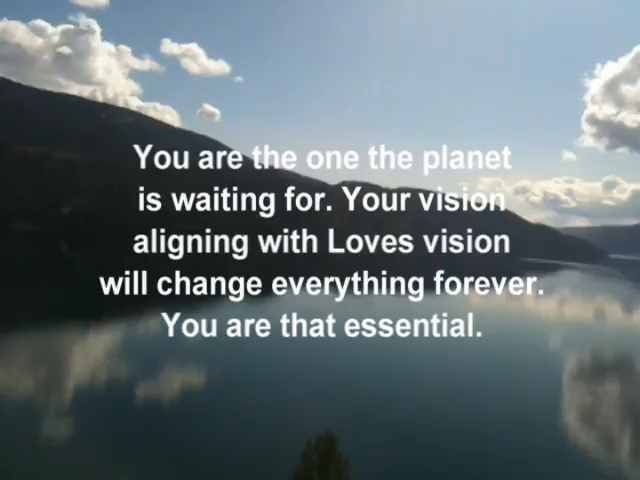 You are the one the planet
is waiting for. Your vision
aligning with Loves vision
will change everything forever.
You are that essential.